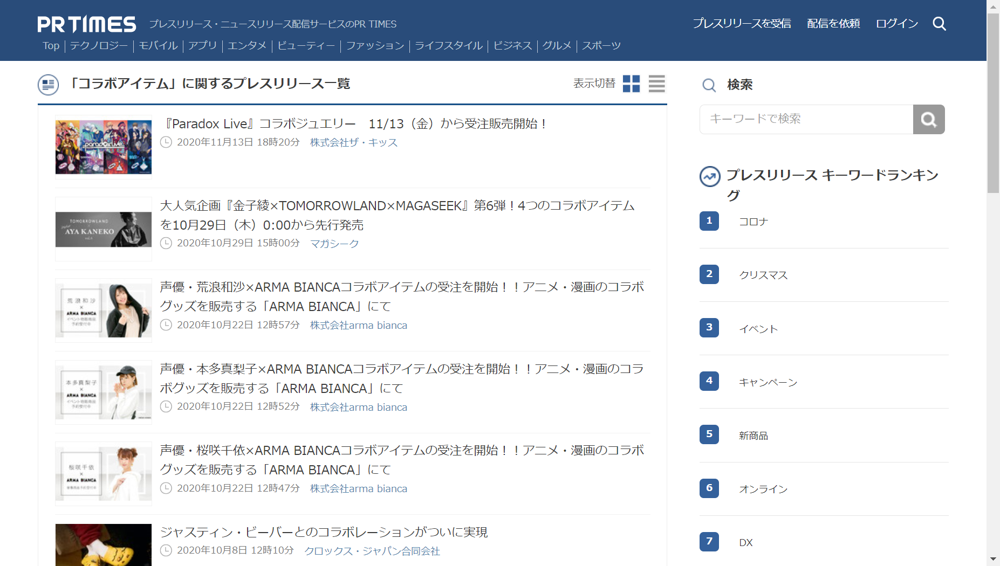 PR TIMES プレスリリース・ニュースリリース配信サービスのPR TIMES
プレスリリースを受信 配信を依頼 ログイン
Top テクノロジー モバイル アプリ エンタメ ビューティー ファッション ライフスタイル ビジネス グルメ スポーツ
「コラボアイテム」に関するプレスリリース一覧
表示切替
paradox live
『Paradox Live』コラボジュエリー　11/13（金）から受注販売開始！
2020年11月13日 18時20分 株式会社ザ・キッス
TOMORROWLAND
×
AYA KANEKO
vol.6
大人気企画『金子綾×TOMORROWLAND×MAGASEEK』第6弾！4つのコラボアイテム
を10月29日（木）0:00から先行発売
2020年10月29日 15時00分 マガシーク
荒浪和沙
×
ARMA BIANCA
イベント物販商品
予約受付中
声優・荒浪和沙×ARMA BIANCAコラボアイテムの受注を開始！！アニメ・漫画のコラボ
グッズを販売する「ARMA BIANCA」にて
2020年10月22日 12時57分 株式会社arma bianca
本多真梨子
×
ARMA BIANCA
イベント物販商品
予約受付中
声優・本多真梨子×ARMA BIANCAコラボアイテムの受注を開始！！アニメ・漫画のコラ
ボグッズを販売する「ARMA BIANCA」にて
2020年10月22日 12時52分 株式会社arma bianca
桜咲千依
×
ARMA BIANCA
声優・桜咲千依×ARMA BIANCAコラボアイテムの受注を開始！！アニメ・漫画のコラボ
グッズを販売する「ARMA BIANCA」にて
2020年10月22日 12時47分 株式会社arma bianca
ジャスティン・ビーバーとのコラボレーションがついに実現
2020年10月8日 12時10分 クロックス・ジャパン合同会社
検索
キーワードで検索
プレスリリース キーワードランキン
グ
1 コロナ
2 クリスマス
3 イベント
4 キャンペーン
5 新商品
6 オンライン
7 DX